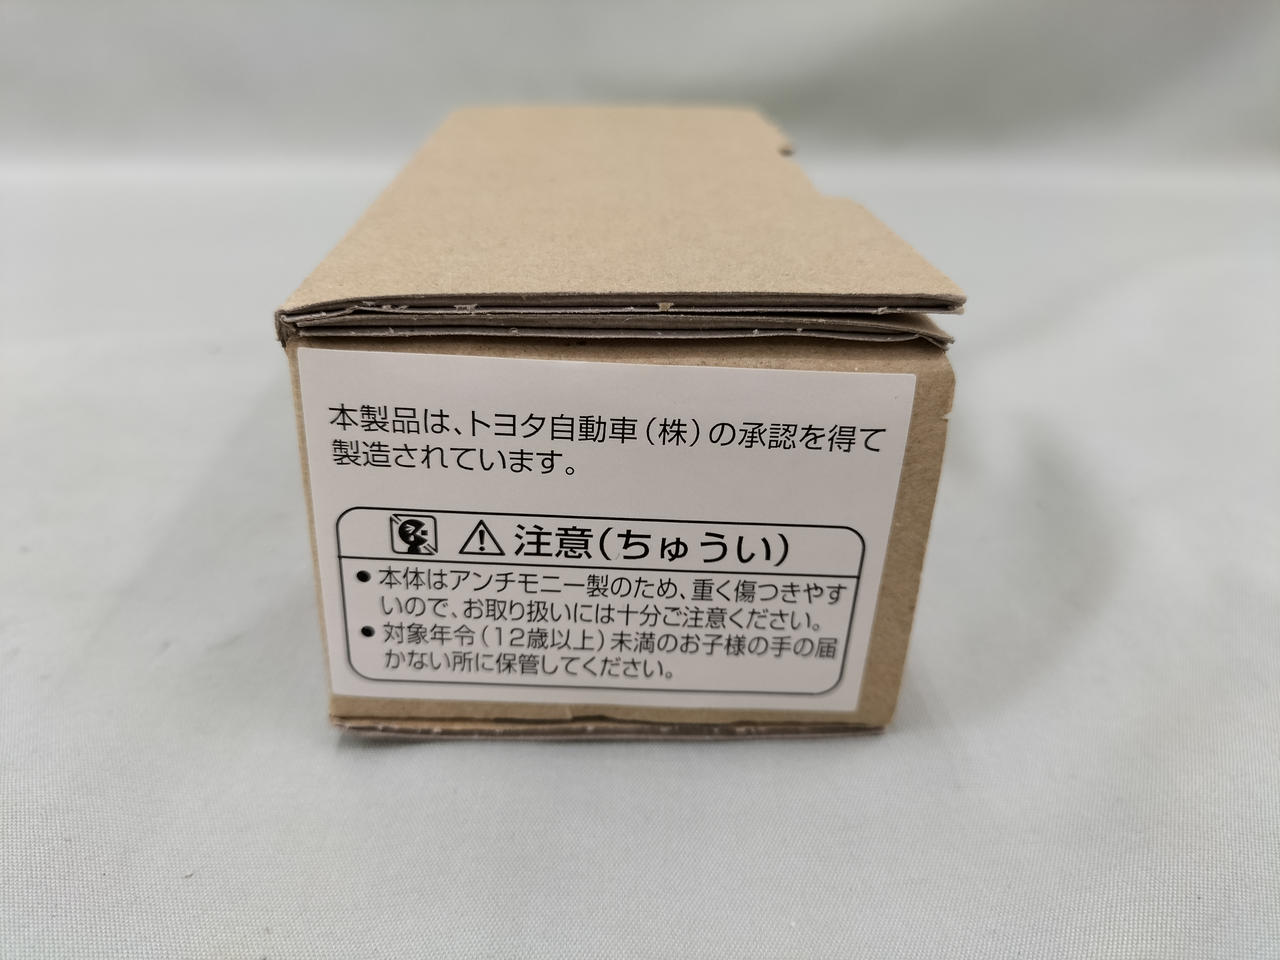 本製品は、トヨタ自動車(株)の承認を得て
製造されています。
注意(ちゅうい)
●本体はアンチモニー製のため、重く傷つきやす
いので、お取り扱いには十分ご注意ください。
●対象年令(12歳以上)未満のお子様の手の届
かない所に保管してください。